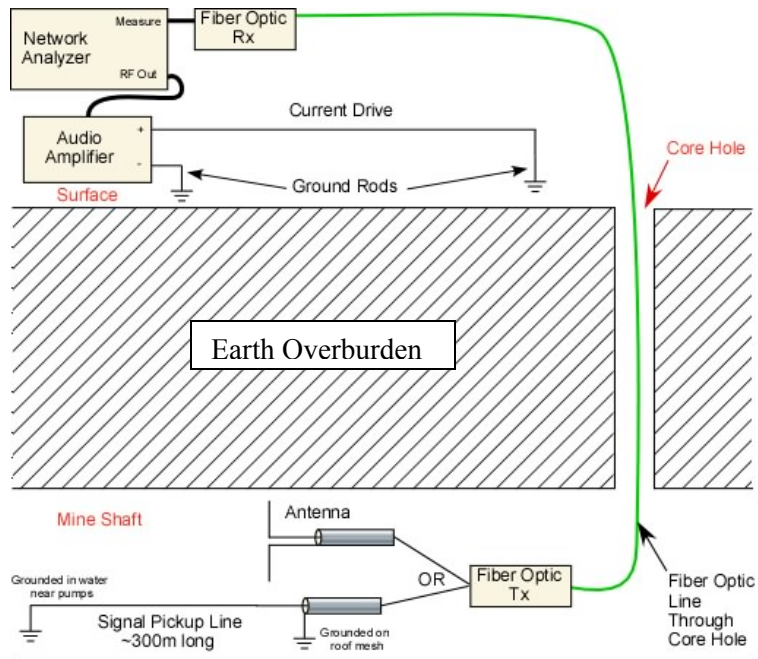 Measure
Network
Analyzer
RF Out
Fiber Optic
Rx
Audio
Amplifier
+
-
Current Drive
Ground Rods
Core Hole
Surface
Earth Overburden
Mine Shaft
Antenna
Grounded in water
near pumps
OR
Fiber Optic
Tx
Signal Pickup Line
~300m long
Grounded on
roof mesh
Fiber Optic
Line
Through
Core Hole